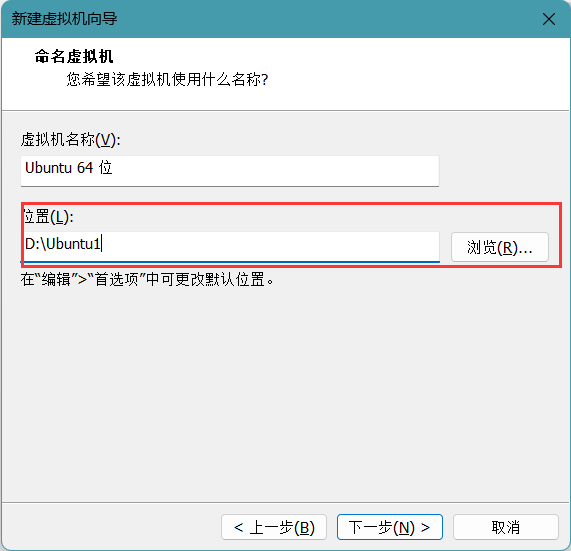 新建虚拟机向导
命名虚拟机
您希望该虚拟机使用什么名称?
虚拟机名称(V):
Ubuntu 64 位
位置(L):
D:\Ubuntu1
浏览(R)...
在“编辑”>“首选项”中可更改默认位置。
< 上一步(B)
下一步(N) >
取消